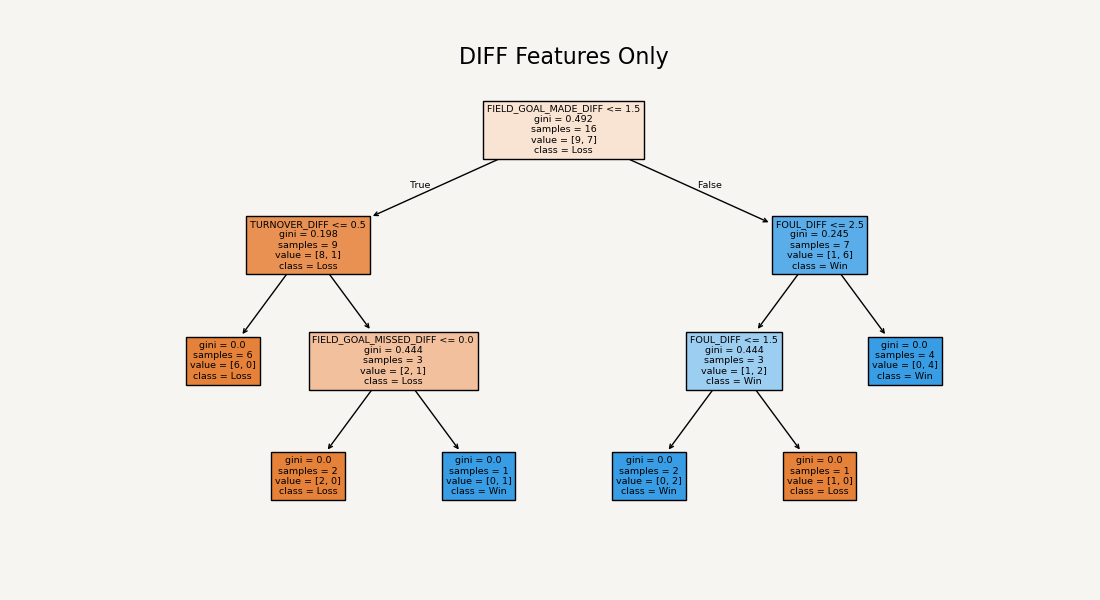 DIFF Features Only
FIELD_GOAL_MADE_DIFF <= 1.5
gini = 0.492
samples = 16
value = [9, 7]
class = Loss
True
False
TURNOVER_DIFF <= 0.5
gini = 0.198
samples = 9
value = [8, 1]
class = Loss
FOUL_DIFF <= 2.5
gini = 0.245
samples = 7
value = [1, 6]
class = Win
gini = 0.0
samples = 6
value = [6, 0]
class = Loss
FIELD_GOAL_MISSED_DIFF <= 0.0
gini = 0.444
samples = 3
value = [2, 1]
class = Loss
FOUL_DIFF <= 1.5
gini = 0.444
samples = 3
value = [1, 2]
class = Win
gini = 0.0
samples = 4
value = [0, 4]
class = Win
gini = 0.0
samples = 2
value = [2, 0]
class = Loss
gini = 0.0
samples = 1
value = [0, 1]
class = Win
gini = 0.0
samples = 2
value = [0, 2]
class = Win
gini = 0.0
samples = 1
value = [1, 0]
class = Loss